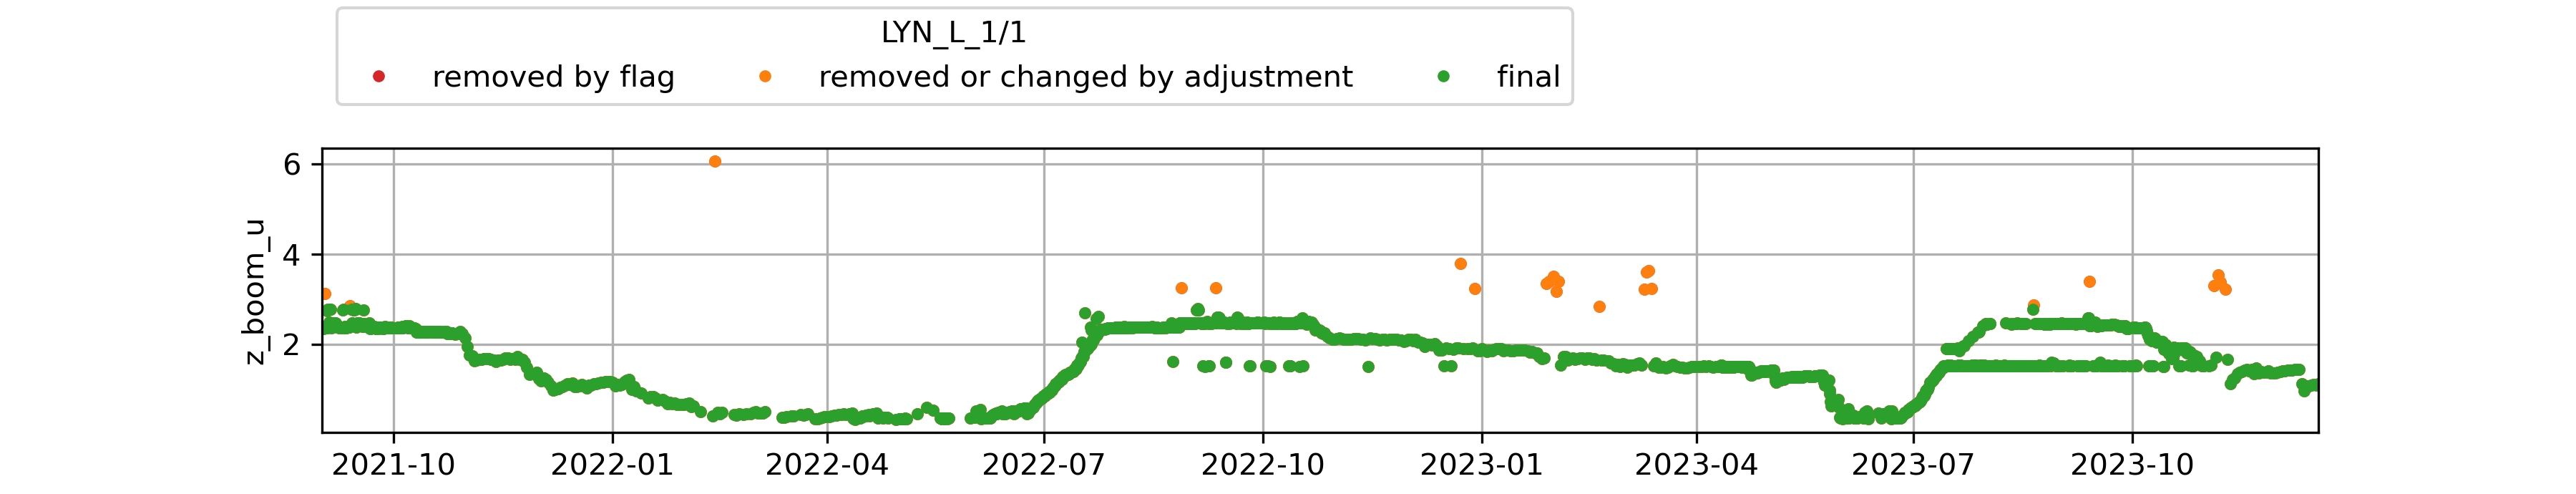 LYN_L_1/1
removed by flag removed or changed by adjustment final
6
4
2
z_boom_u
2021-10 2022-01 2022-04 2022-07 2022-10 2023-01 2023-04 2023-07 2023-10